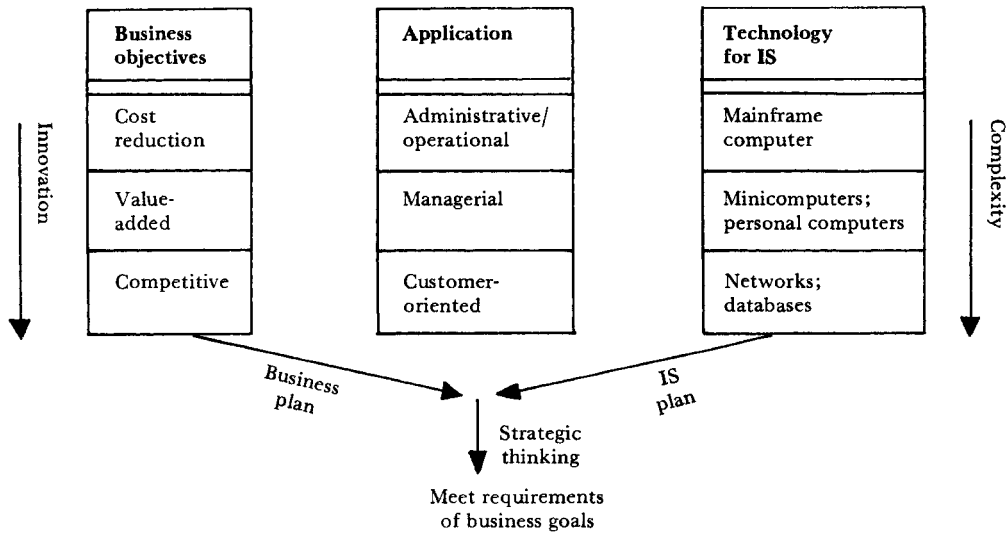 Business
objectives
Application
Technology
for IS
Innovation
Cost
reduction
Administrative/
operational
Mainframe
computer
Complexity
Value-
added
Managerial
Minicomputers;
personal computers
Competitive
Customer-
oriented
Networks;
databases
Business
plan
IS
plan
Strategic
thinking
Meet requirements
of business goals